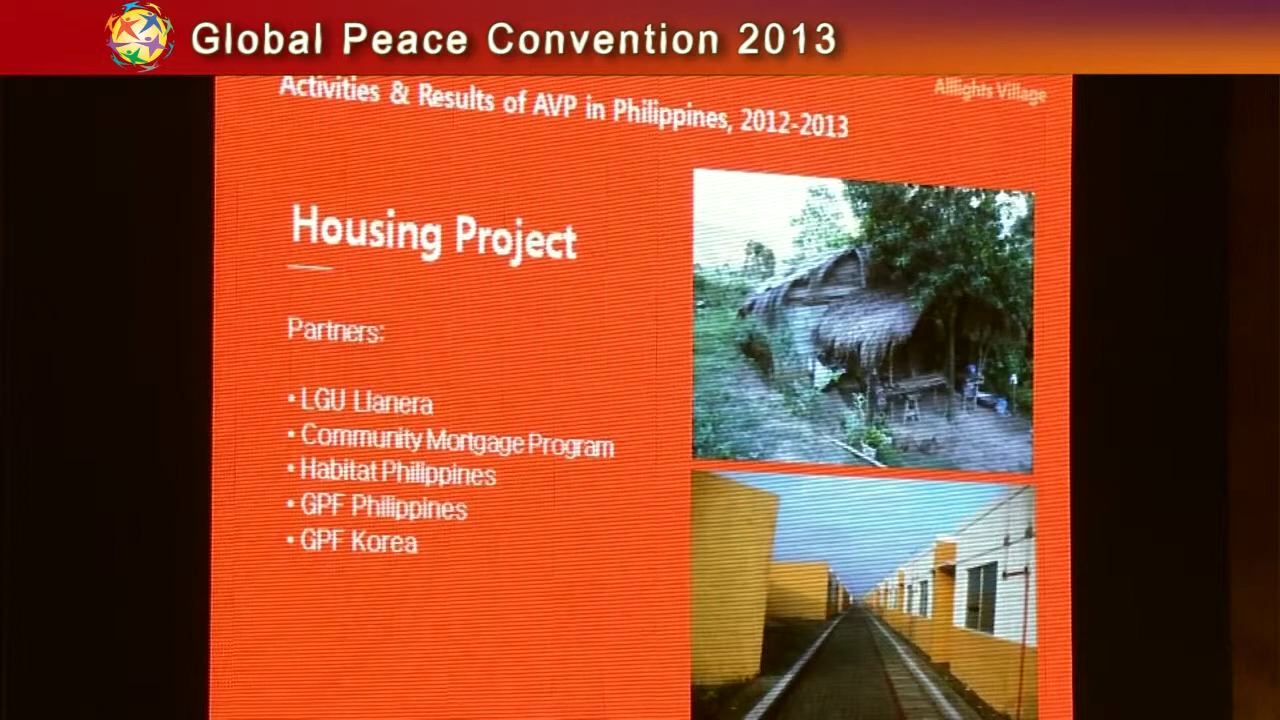 Global Peace Convention 2013
Activities & Results of AVP in Philippines, 2012-2013
Alllights Village
Housing Project
Partners:
• LGU Llanera
• Community Mortgage Program
• Habitat Philippines
• GPF Philippines
• GPF Korea